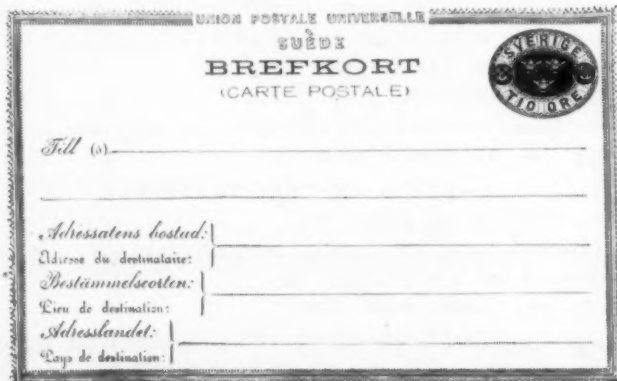 UNION POSTALE UNIVERSELLE
SUÈDE
BREFKORT
(CARTE POSTALE)
SVERIGE
TIO ÖRE
Till (à)
Adressatens bostad:
Adresse du destinataire:
Bestämmelseorten:
Lieu de destination:
Adresslandet:
Pays de destination: